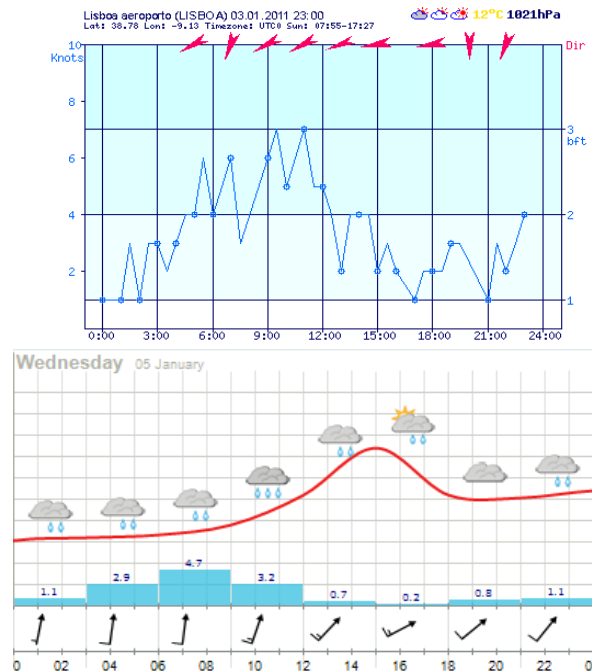 Lisboa aeroporto (LISBOA) 03.01.2011 23:00 12°C 1021hPa
Lat: 38.78 Lon: -9.13 Timezone: UTC0 Sun: 07:55-17:27
10 Dir
Knots
8
3
bft
6
4 2
2
1
0:00 3:00 6:00 9:00 12:00 15:00 18:00 21:00 24:00
Wednesday 05 January
1.1 2.9 4.7 3.2 0.7 0.2 0.8 1.1
0 02 04 06 08 10 12 14 16 18 20 22 00